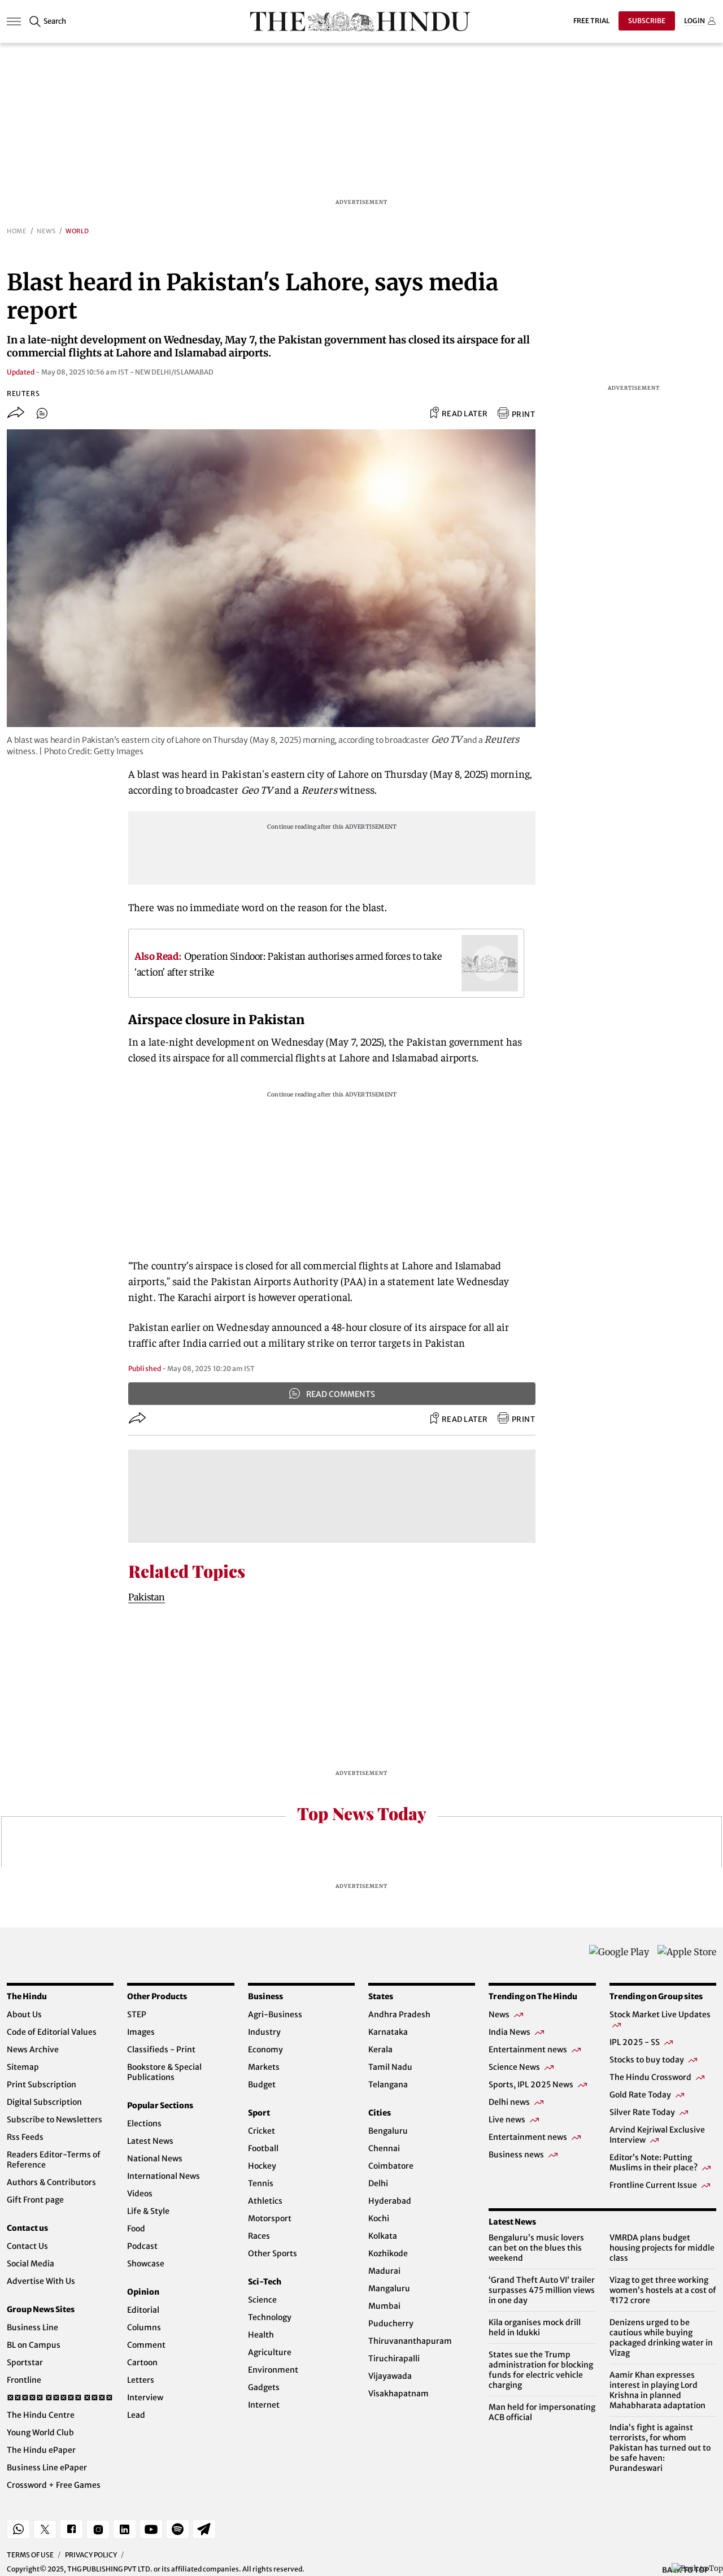 Search
THE HINDU
FREE TRIAL
SUBSCRIBE
LOGIN
ADVERTISEMENT
HOME / NEWS / WORLD
Blast heard in Pakistan's Lahore, says media
report
In a late-night development on Wednesday, May 7, the Pakistan government has closed its airspace for all
commercial flights at Lahore and Islamabad airports.
Updated - May 08, 2025 10:56 am IST - NEW DELHI/ISLAMABAD
ADVERTISEMENT
REUTERS
READ LATER
PRINT
A blast was heard in Pakistan's eastern city of Lahore on Thursday (May 8, 2025) morning, according to broadcaster Geo TV and a Reuters
witness. | Photo Credit: Getty Images
A blast was heard in Pakistan's eastern city of Lahore on Thursday (May 8, 2025) morning,
according to broadcaster Geo TV and a Reuters witness.
Continue reading after this ADVERTISEMENT
There was no immediate word on the reason for the blast.
Also Read: Operation Sindoor: Pakistan authorises armed forces to take
‘action’ after strike
Airspace closure in Pakistan
In a late-night development on Wednesday (May 7, 2025), the Pakistan government has
closed its airspace for all commercial flights at Lahore and Islamabad airports.
Continue reading after this ADVERTISEMENT
“The country’s airspace is closed for all commercial flights at Lahore and Islamabad
airports,” said the Pakistan Airports Authority (PAA) in a statement late Wednesday
night. The Karachi airport is however operational.
Pakistan earlier on Wednesday announced a 48-hour closure of its airspace for all air
traffic after India carried out a military strike on terror targets in Pakistan
Published - May 08, 2025 10:20 am IST
READ COMMENTS
READ LATER
PRINT
Related Topics
Pakistan
ADVERTISEMENT
Top News Today
ADVERTISEMENT
Google Play
Apple Store
The Hindu
About Us
Code of Editorial Values
News Archive
Sitemap
Print Subscription
Digital Subscription
Subscribe to Newsletters
Rss Feeds
Readers Editor-Terms of
Reference
Authors & Contributors
Gift Front page
Contact us
Contact Us
Social Media
Advertise With Us
Group News Sites
Business Line
BL on Campus
Sportstar
Frontline
The Hindu Centre
Young World Club
The Hindu ePaper
Business Line ePaper
Crossword + Free Games
Other Products
STEP
Images
Classifieds - Print
Bookstore & Special
Publications
Popular Sections
Elections
Latest News
National News
International News
Videos
Life & Style
Food
Podcast
Showcase
Opinion
Editorial
Columns
Comment
Cartoon
Letters
Interview
Lead
Business
Agri-Business
Industry
Economy
Markets
Budget
Sport
Cricket
Football
Hockey
Tennis
Athletics
Motorsport
Races
Other Sports
Sci-Tech
Science
Technology
Health
Agriculture
Environment
Gadgets
Internet
States
Andhra Pradesh
Karnataka
Kerala
Tamil Nadu
Telangana
Cities
Bengaluru
Chennai
Coimbatore
Delhi
Hyderabad
Kochi
Kolkata
Kozhikode
Madurai
Mangaluru
Mumbai
Puducherry
Thiruvananthapuram
Tiruchirapalli
Vijayawada
Visakhapatnam
Trending on The Hindu
News
India News
Entertainment news
Science News
Sports, IPL 2025 News
Delhi news
Live news
Entertainment news
Business news
Trending on Group sites
Stock Market Live Updates
IPL 2025 - SS
Stocks to buy today
The Hindu Crossword
Gold Rate Today
Silver Rate Today
Arvind Kejriwal Exclusive
Interview
Editor’s Note: Putting
Muslims in their place?
Frontline Current Issue
Latest News
Bengaluru’s music lovers
can bet on the blues this
weekend
‘Grand Theft Auto VI’ trailer
surpasses 475 million views
in one day
Kila organises mock drill
held in Idukki
States sue the Trump
administration for blocking
funds for electric vehicle
charging
Man held for impersonating
ACB official
VMRDA plans budget
housing projects for middle
class
Vizag to get three working
women’s hostels at a cost of
₹172 crore
Denizens urged to be
cautious while buying
packaged drinking water in
Vizag
Aamir Khan expresses
interest in playing Lord
Krishna in planned
Mahabharata adaptation
India’s fight is against
terrorists, for whom
Pakistan has turned out to
be safe haven:
Purandeswari
TERMS OF USE / PRIVACY POLICY /
Copyright© 2025, THG PUBLISHING PVT LTD. or its affiliated companies. All rights reserved.
BACK TO TOP